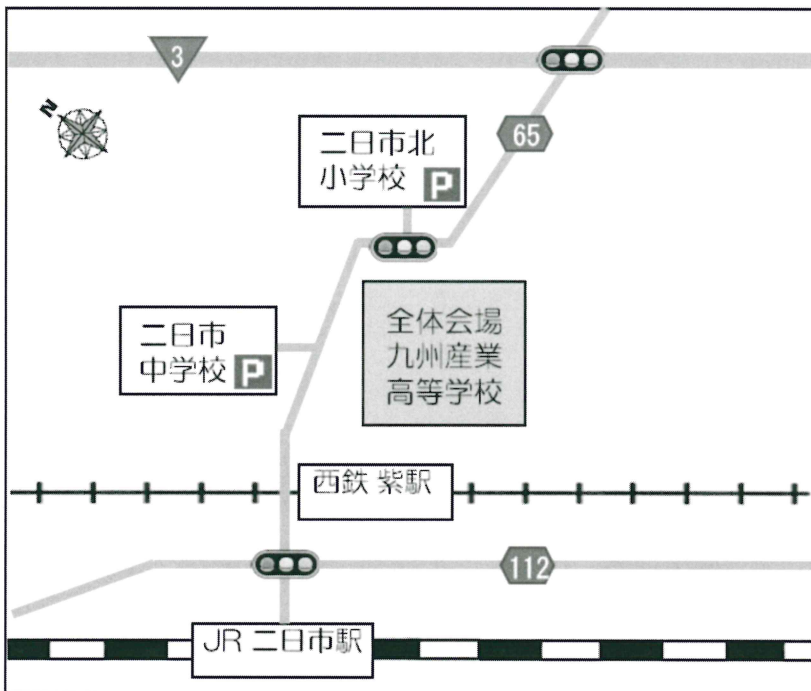 3
N
65
二日市北
小学校 P
全体会場
九州産業
高等学校
二日市
中学校 P
西鉄 紫駅
112
JR 二日市駅